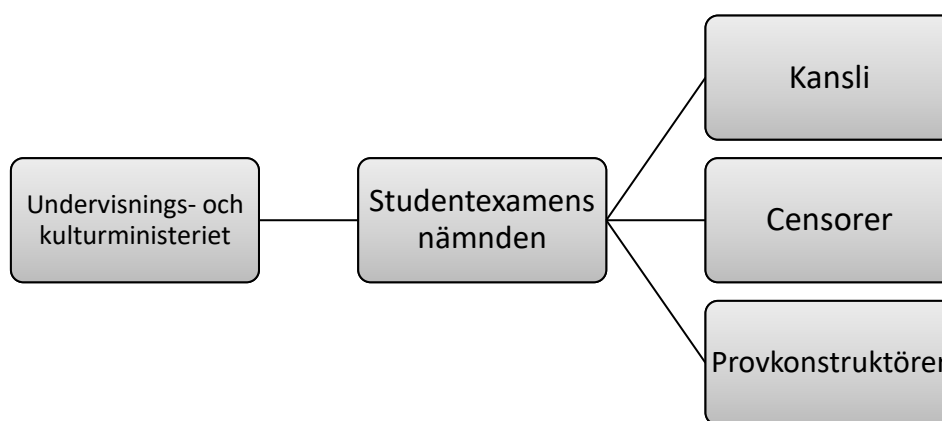 Undervisnings- och
kulturministeriet
Studentexamens
nämnden
Kansli
Censorer
Provkonstruktörer